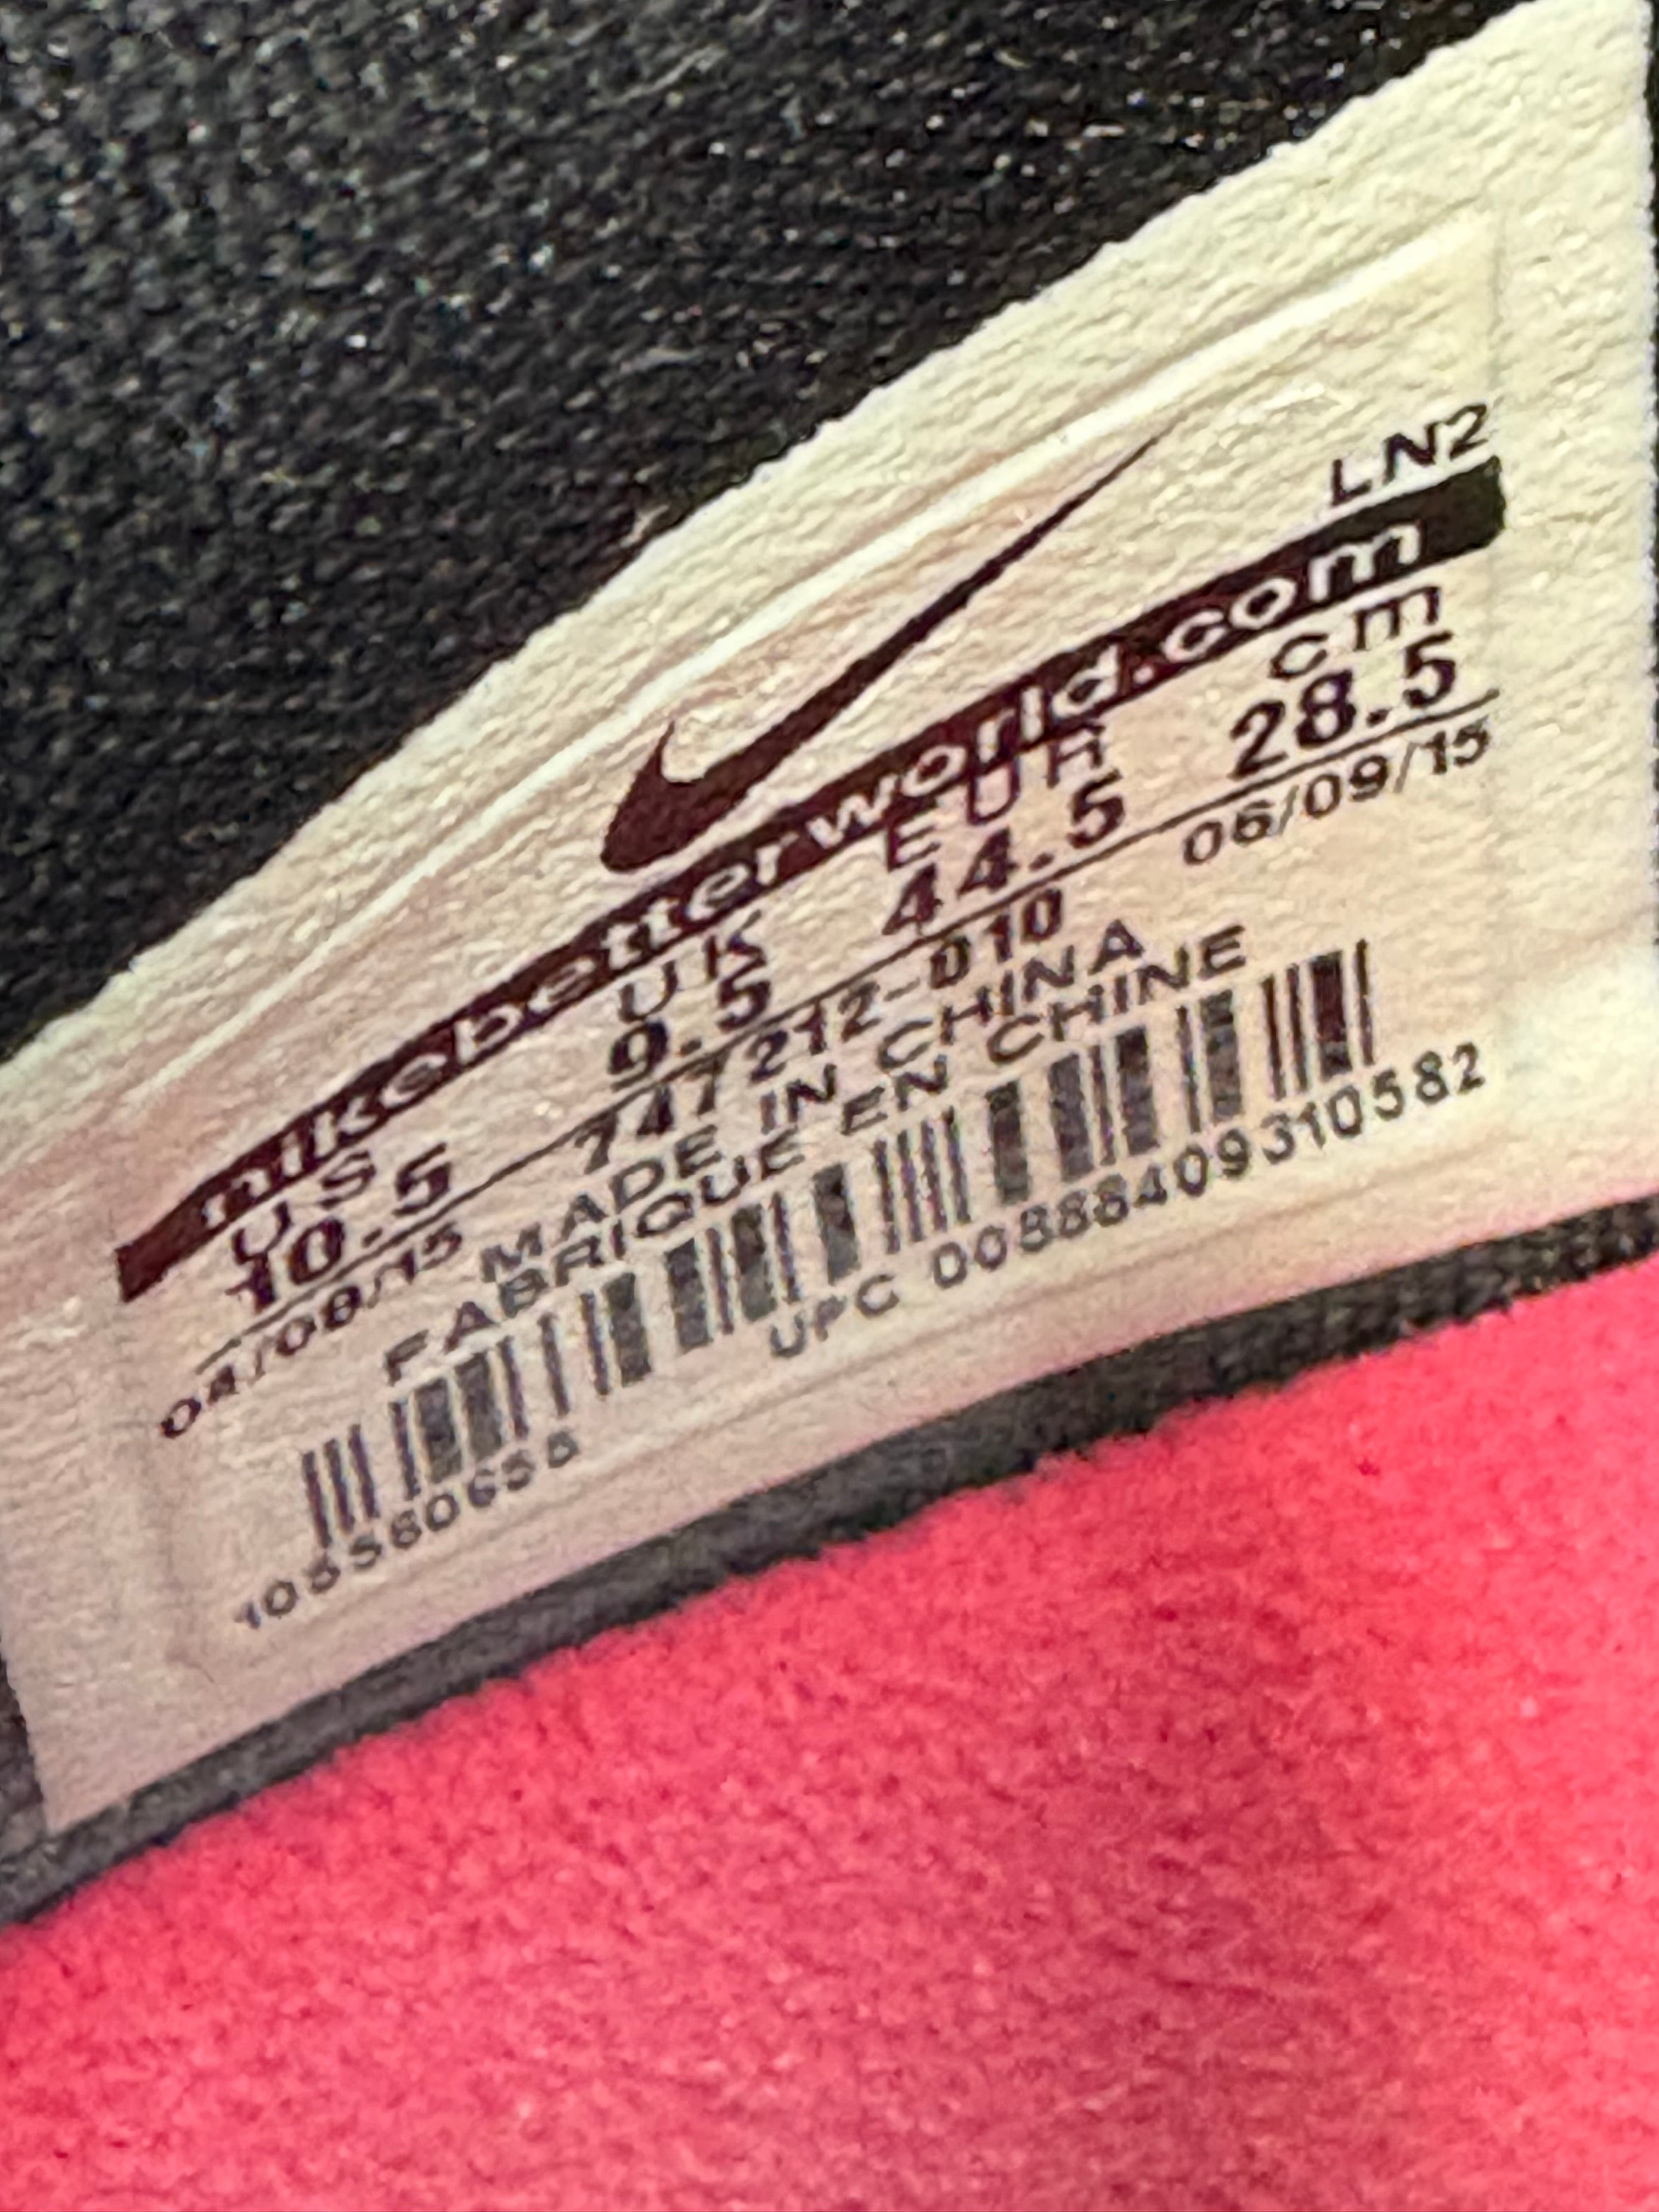 LN2
nikebetterworld.com
US UK EUR cm
10.5 9.5 44.5 28.5
04/08/15 747212-010 06/09/15
MADE IN CHINA
FABRIQUE EN CHINE
UPC 00888409310582